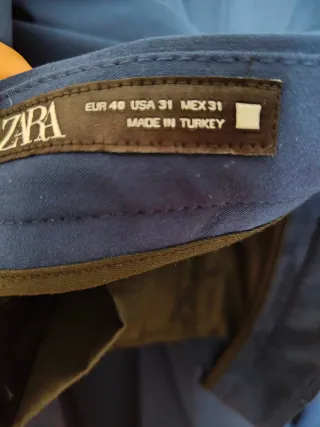 ZARA
EUR 40 USA 31 MEX 31
MADE IN TURKEY